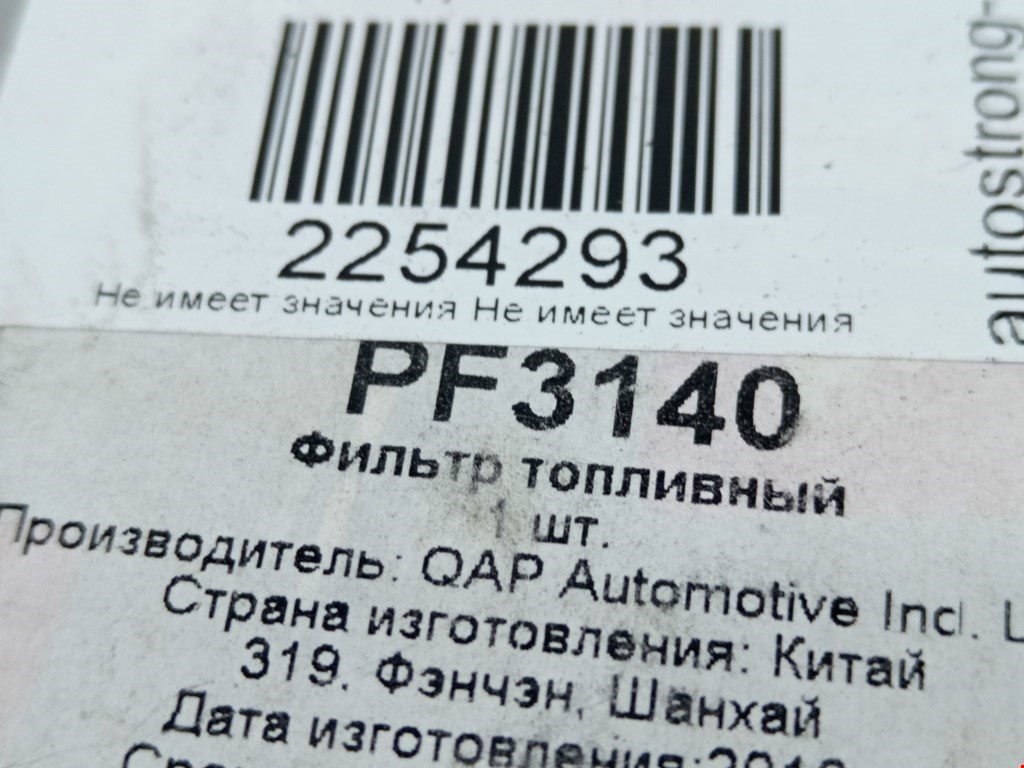 2254293
Не имеет значения Не имеет значения
PF3140
Фильтр топливный
1 шт.
Производитель: QAP Automotive Incl. L
Страна изготовления: Китай
319. Фэнчэн, Шанхай
Дата изготовления:
autostrong-